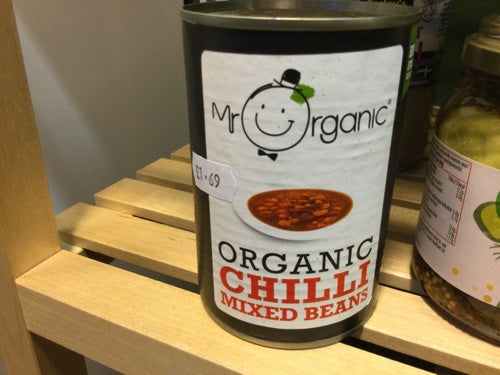 Mr Organic®
£1.69
ORGANIC
CHILLI
MIXED BEANS